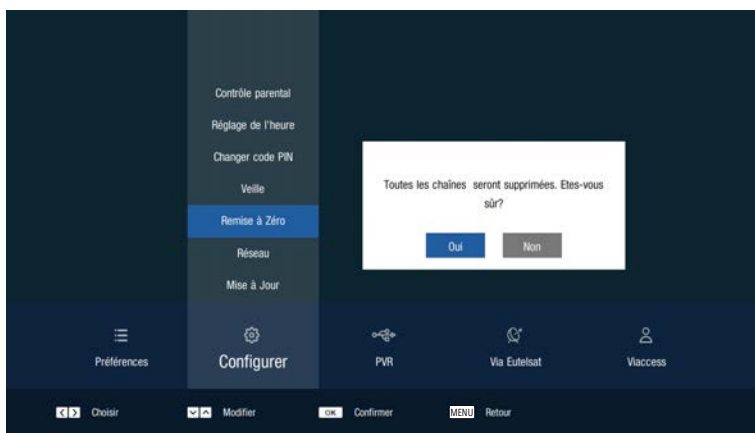 Contrôle parental
Réglage de l'heure
Changer code PIN
Veille
Remise à Zéro
Réseau
Mise à Jour
Toutes les chaînes seront supprimées. Etes-vous
sûr?
Oui Non
Préférences Configurer PVR Via Eutelsat Viaccess
Choisir Modifier OK Confirmer MENU Retour